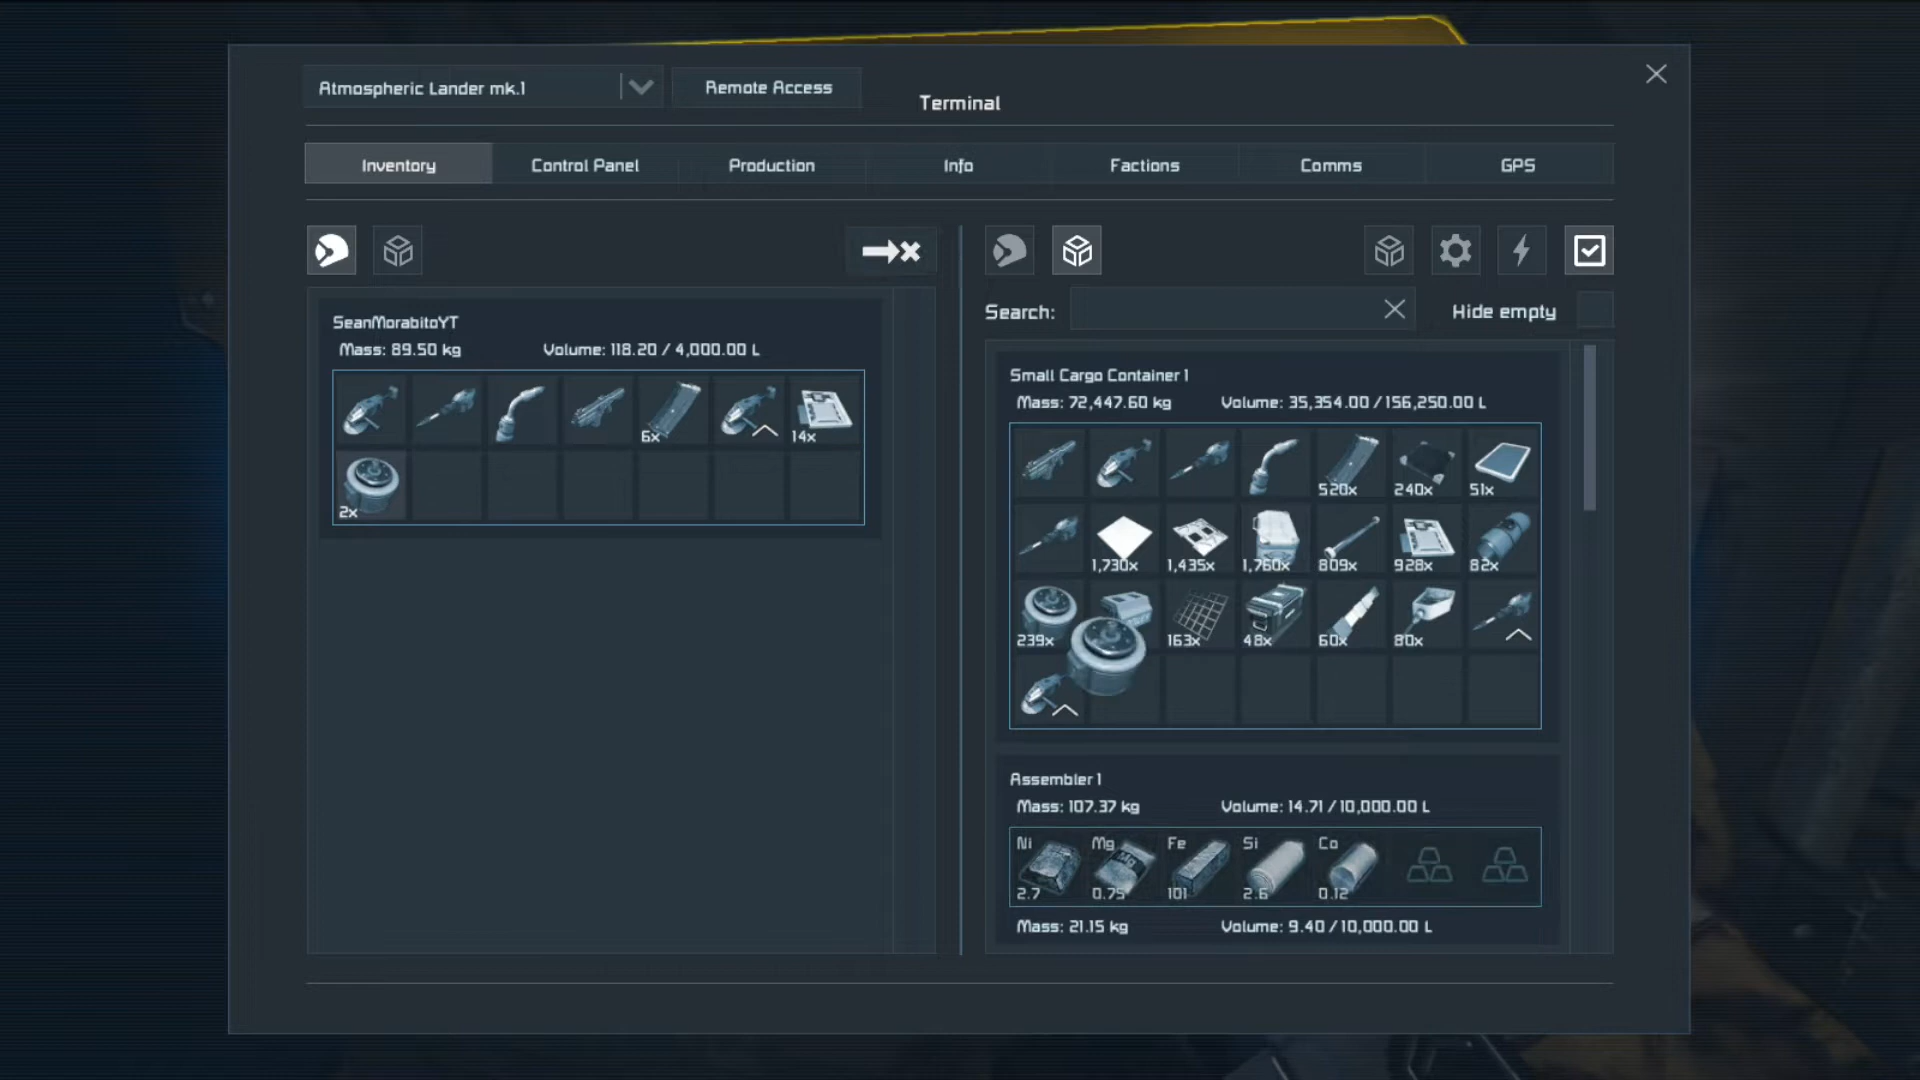 Atmospheric Lander mk.1
Remote Access
Terminal
Inventory
Control Panel
Production
Info
Factions
Comms
GPS
Search:
Hide empty
SeanMorabitoYT
Mass: 89.50 kg
Volume: 118.20 / 4,000.00 L
6x
14x
2x
Small Cargo Container 1
Mass: 72,447.60 kg
Volume: 35,354.00 / 156,250.00 L
520x
240x
51x
1,730x
1,435x
1,760x
809x
928x
82x
239x
163x
48x
60x
80x
Assembler 1
Mass: 107.37 kg
Volume: 14.71 / 10,000.00 L
Ni
Mg
Fe
Si
Co
Mg
2.7
0.75
101
2.6
0.12
Mass: 21.15 kg
Volume: 9.40 / 10,000.00 L